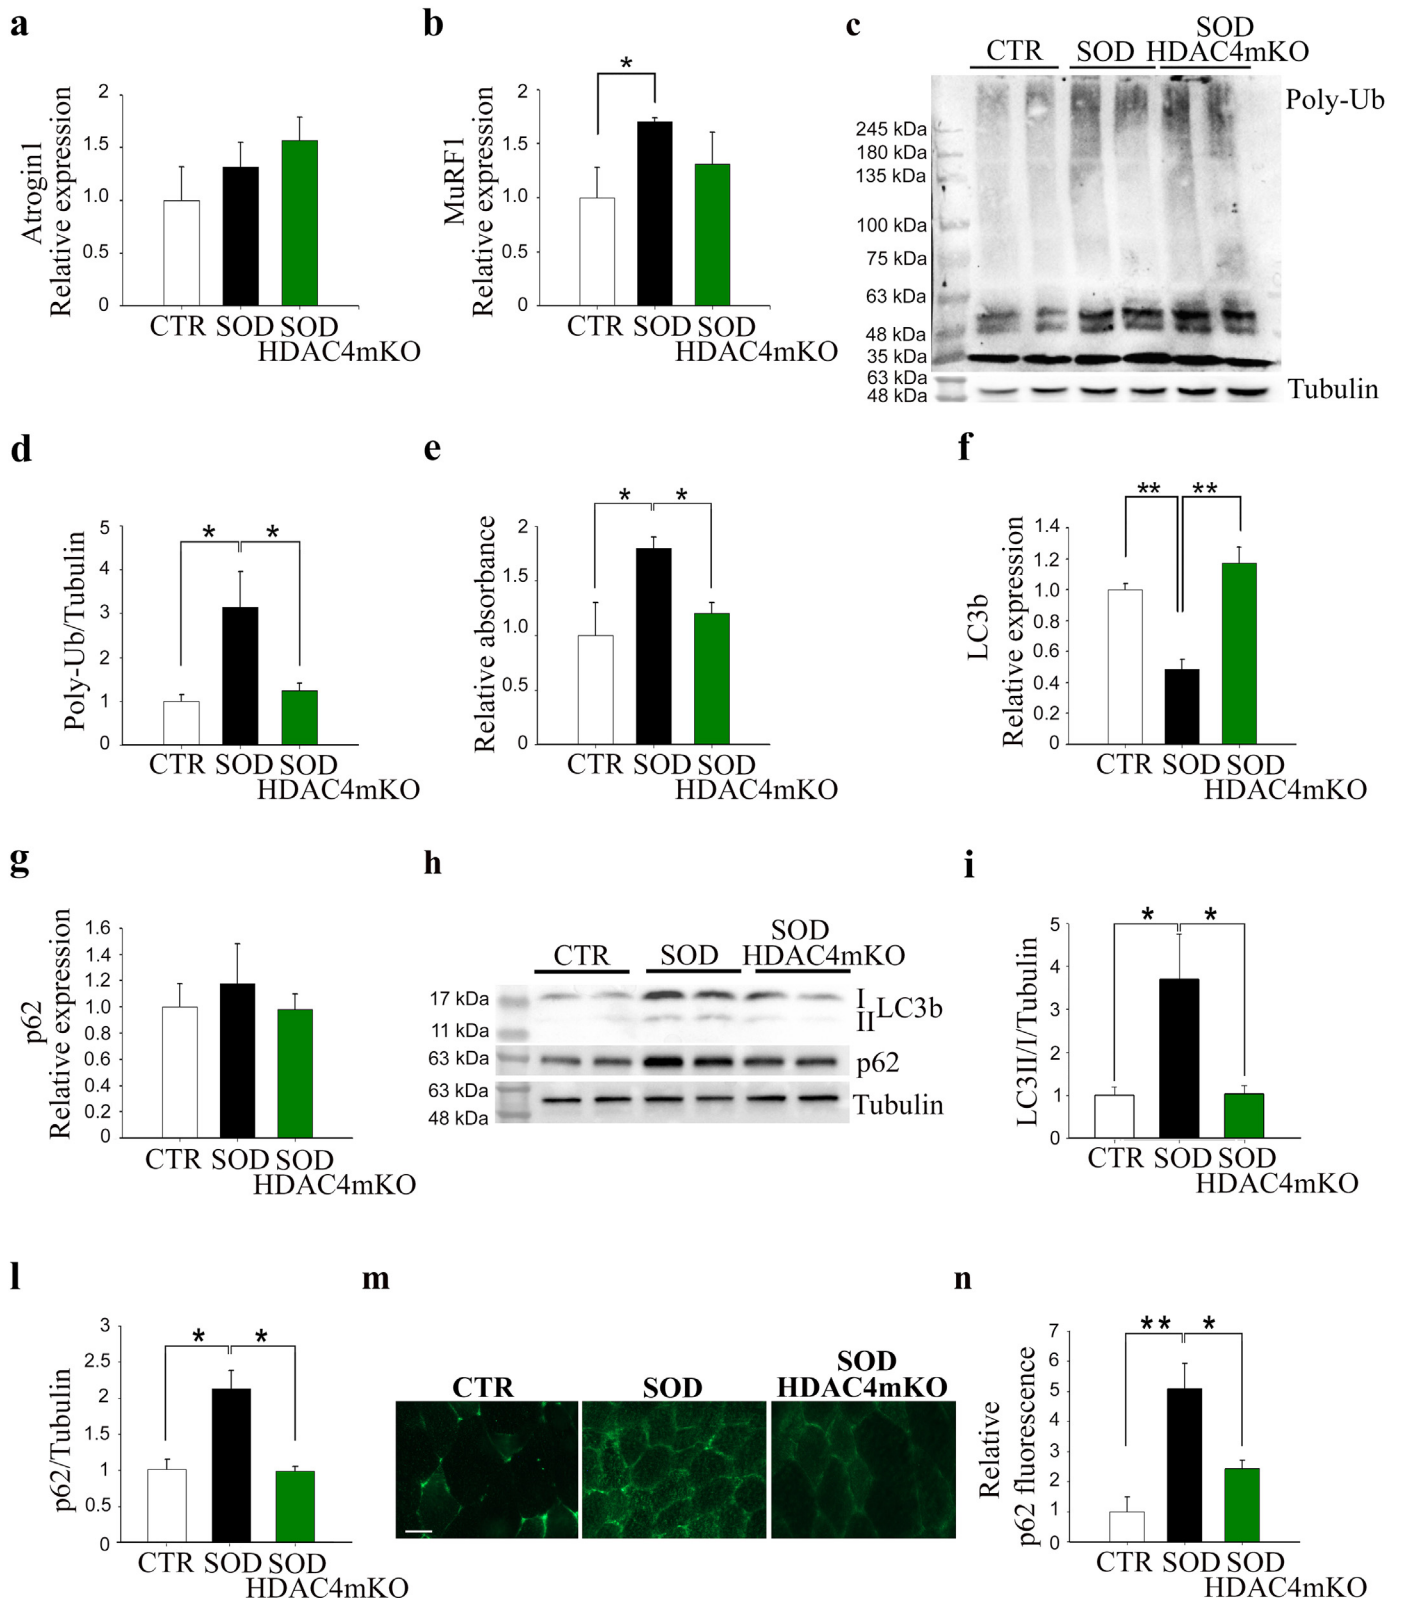 a
Atrogin1
Relative expression
2
1.5
1.0
0.5
0
CTR SOD SOD
HDAC4mKO
b
*
MuRF1
Relative expression
2
1.5
1.0
0.5
0
CTR SOD SOD
HDAC4mKO
c
CTR SOD SOD
HDAC4mKO
Poly-Ub
245 kDa
180 kDa
135 kDa
100 kDa
75 kDa
63 kDa
48 kDa
35 kDa
63 kDa
48 kDa
Tubulin
d
* *
Poly-Ub/Tubulin
5
4
3
2
1
0
CTR SOD SOD
HDAC4mKO
e
* *
Relative absorbance
2
1.5
1.0
0.5
0
CTR SOD SOD
HDAC4mKO
f
** **
LC3b
Relative expression
1.4
1.2
1.0
0.8
0.6
0.4
0.2
0
CTR SOD SOD
HDAC4mKO
g
p62
Relative expression
1.6
1.4
1.2
1.0
0.8
0.6
0.4
0.2
0
CTR SOD SOD
HDAC4mKO
h
CTR SOD SOD
HDAC4mKO
17 kDa
11 kDa
I
II
LC3b
63 kDa
p62
63 kDa
48 kDa
Tubulin
i
* *
LC3II/I/Tubulin
5
4
3
2
1
0
CTR SOD SOD
HDAC4mKO
l
* *
p62/Tubulin
3
2.5
2
1.5
1
0.5
0
CTR SOD SOD
HDAC4mKO
m
CTR SOD SOD
HDAC4mKO
n
** *
Relative
p62 fluorescence
7
6
5
4
3
2
1
0
CTR SOD SOD
HDAC4mKO